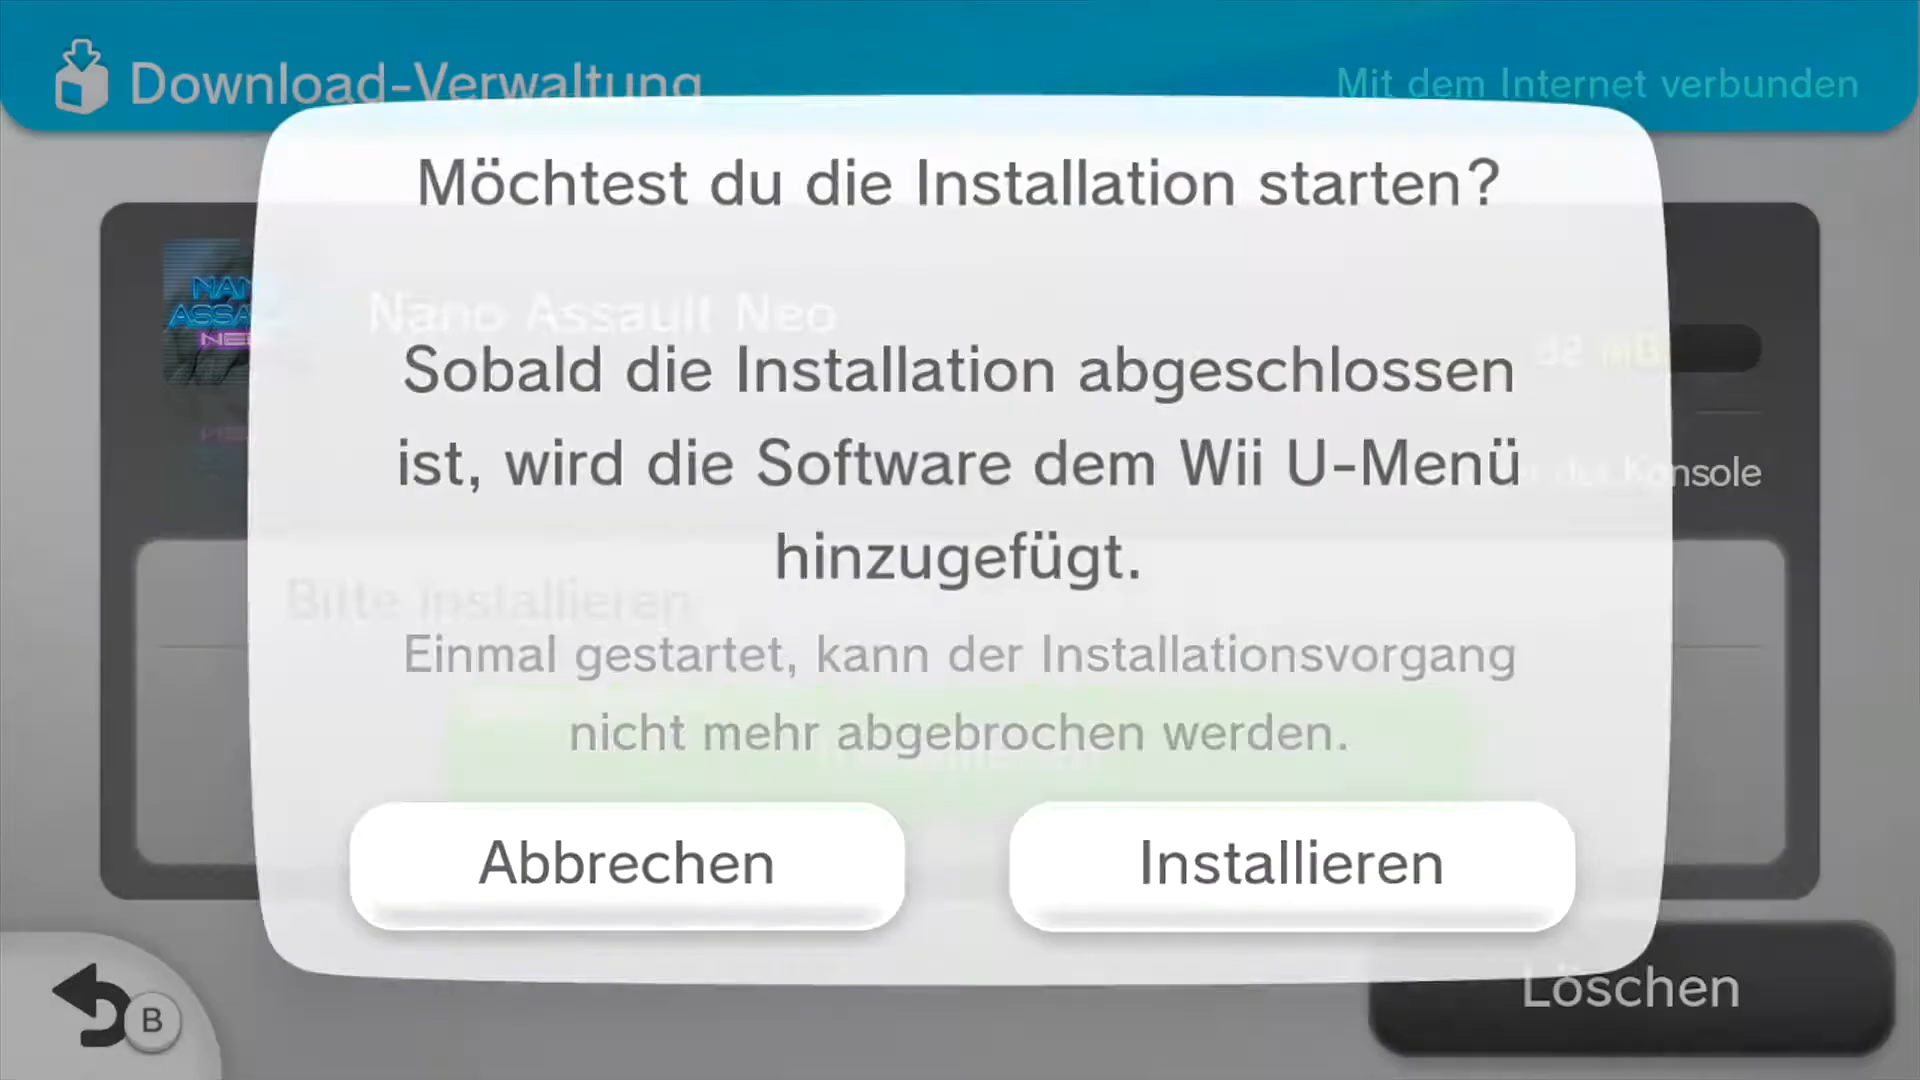 Download-Verwaltung
Mit dem Internet verbunden
Möchtest du die Installation starten?
Nano Assault Neo
Sobald die Installation abgeschlossen
ist, wird die Software dem Wii U-Menü
hinzugefügt.
Bitte installieren
Einmal gestartet, kann der Installationsvorgang
nicht mehr abgebrochen werden.
Abbrechen
Installieren
Löschen
B